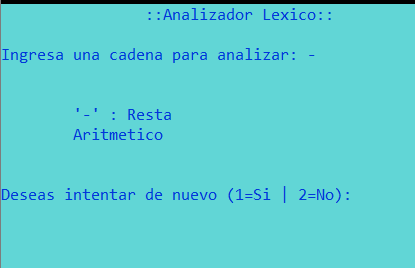 ::Analizador Lexico::
Ingresa una cadena para analizar: -
'-' : Resta
Aritmetico
Deseas intentar de nuevo (1=Si | 2=No):